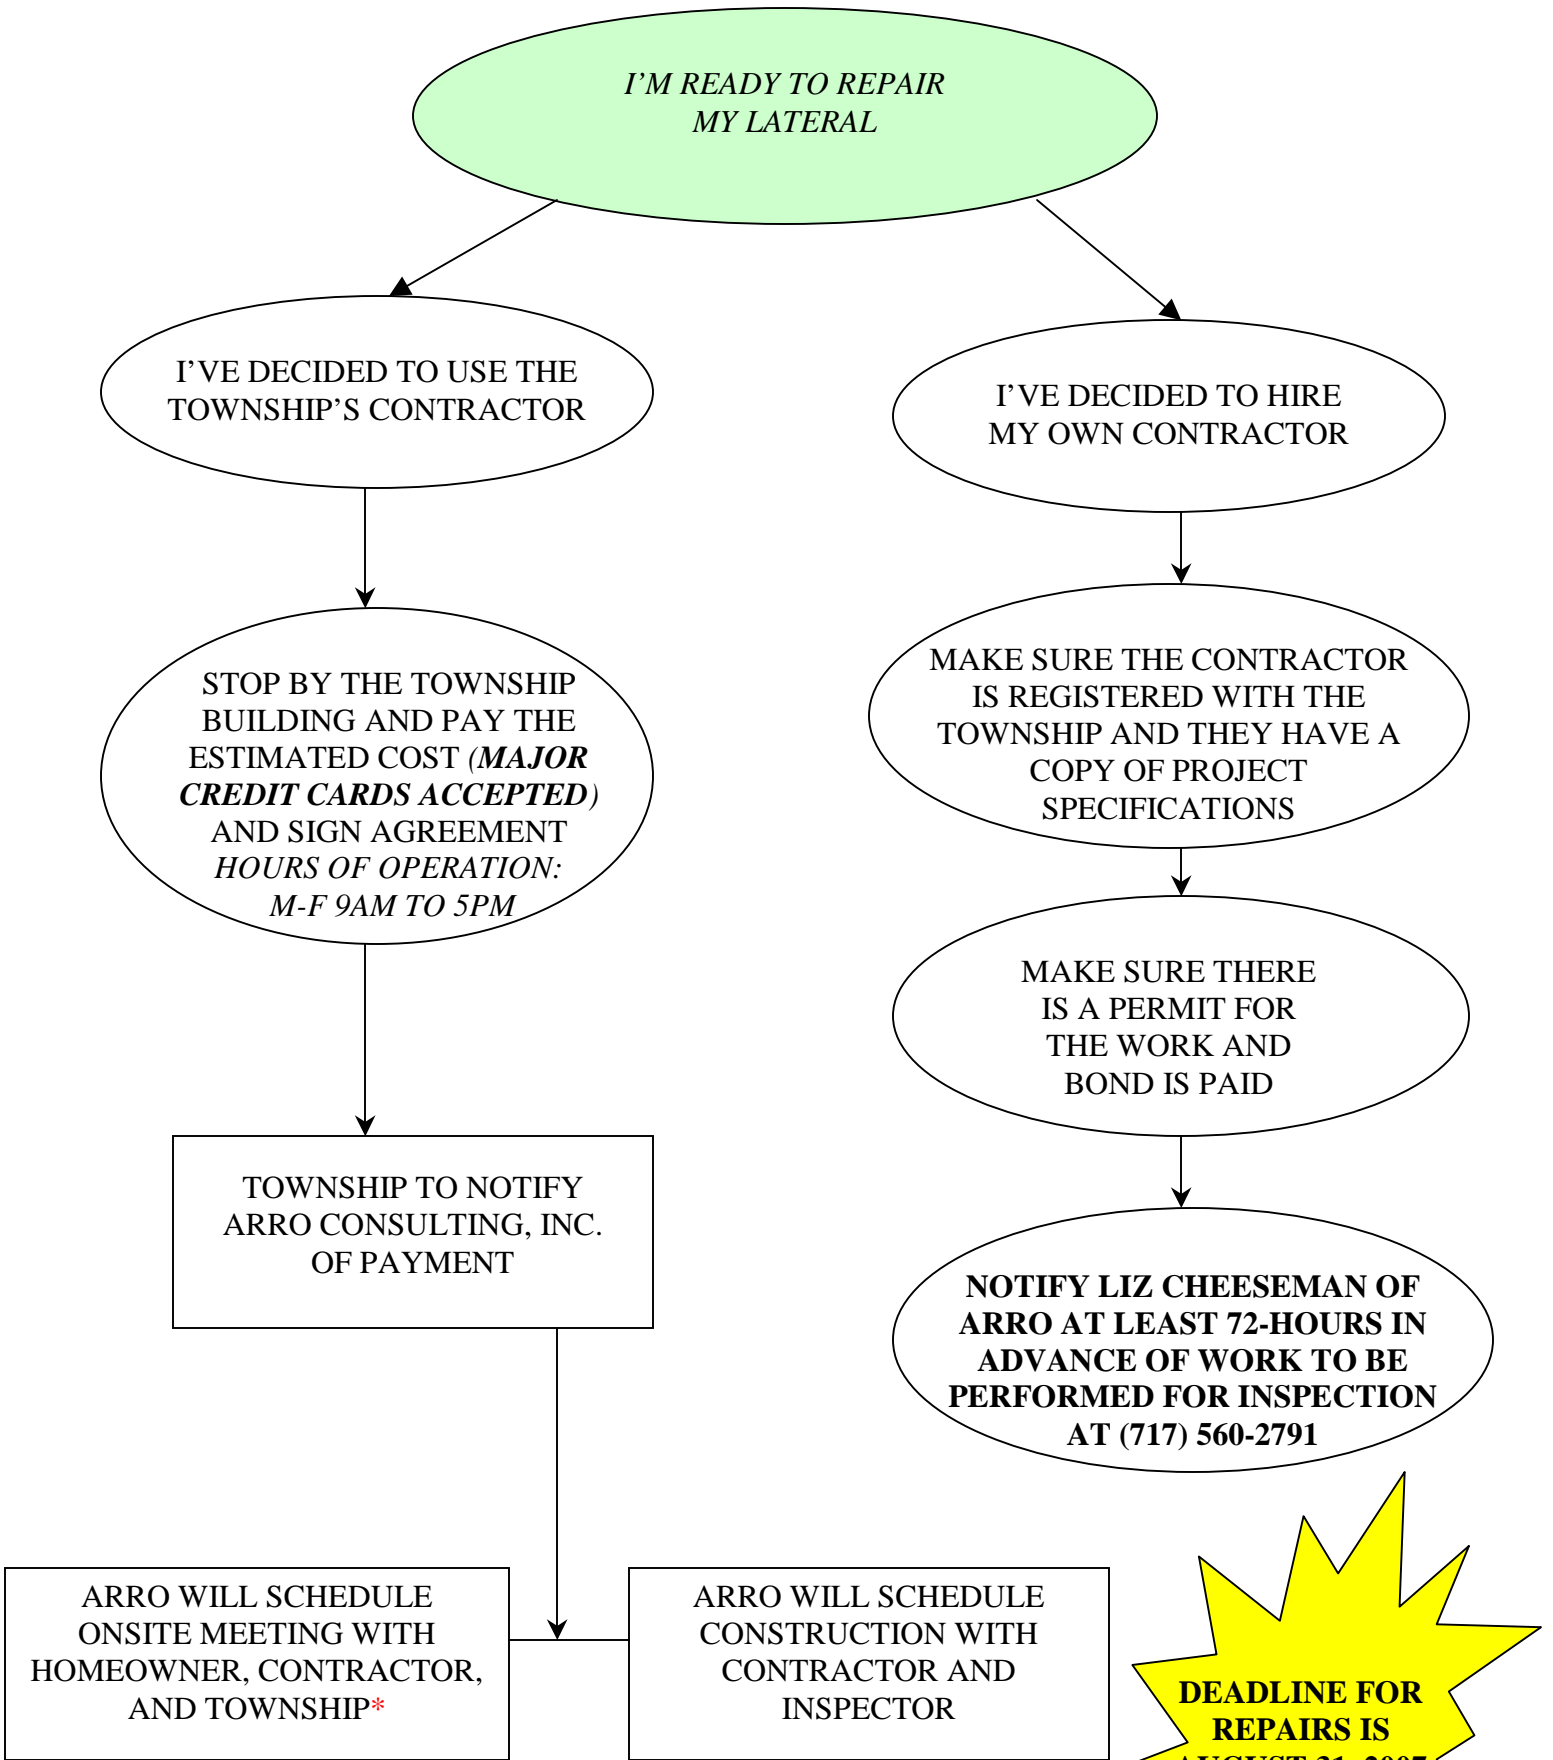 I'M READY TO REPAIR
MY LATERAL
I'VE DECIDED TO USE THE
TOWNSHIP'S CONTRACTOR
I'VE DECIDED TO HIRE
MY OWN CONTRACTOR
STOP BY THE TOWNSHIP
BUILDING AND PAY THE
ESTIMATED COST (MAJOR
CREDIT CARDS ACCEPTED)
AND SIGN AGREEMENT
HOURS OF OPERATION:
M-F 9AM TO 5PM
MAKE SURE THE CONTRACTOR
IS REGISTERED WITH THE
TOWNSHIP AND THEY HAVE A
COPY OF PROJECT
SPECIFICATIONS
MAKE SURE THERE
IS A PERMIT FOR
THE WORK AND
BOND IS PAID
TOWNSHIP TO NOTIFY
ARRO CONSULTING, INC.
OF PAYMENT
NOTIFY LIZ CHEESEMAN OF
ARRO AT LEAST 72-HOURS IN
ADVANCE OF WORK TO BE
PERFORMED FOR INSPECTION
AT (717) 560-2791
ARRO WILL SCHEDULE
ONSITE MEETING WITH
HOMEOWNER, CONTRACTOR,
AND TOWNSHIP*
ARRO WILL SCHEDULE
CONSTRUCTION WITH
CONTRACTOR AND
INSPECTOR
DEADLINE FOR
REPAIRS IS
AUGUST 31, 2007